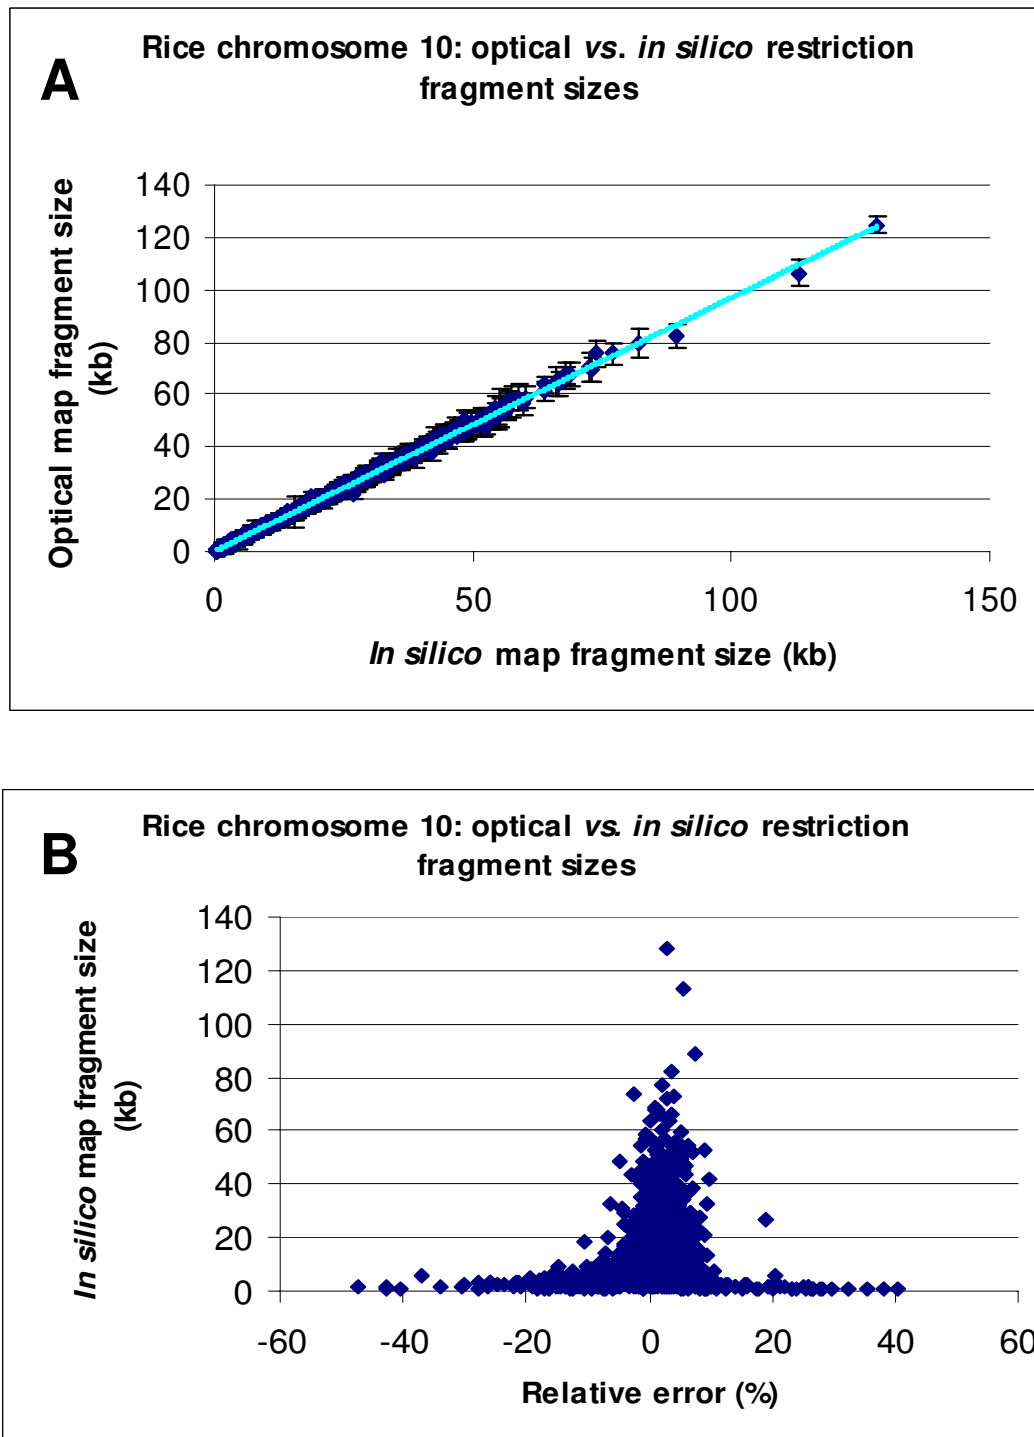 A
Rice chromosome 10: optical vs. in silico restriction
fragment sizes
Optical map fragment size
(kb)
140
120
100
80
60
40
20
0
0 50 100 150
In silico map fragment size (kb)
B
Rice chromosome 10: optical vs. in silico restriction
fragment sizes
In silico map fragment size
(kb)
140
120
100
80
60
40
20
0
-60 -40 -20 0 20 40 60
Relative error (%)